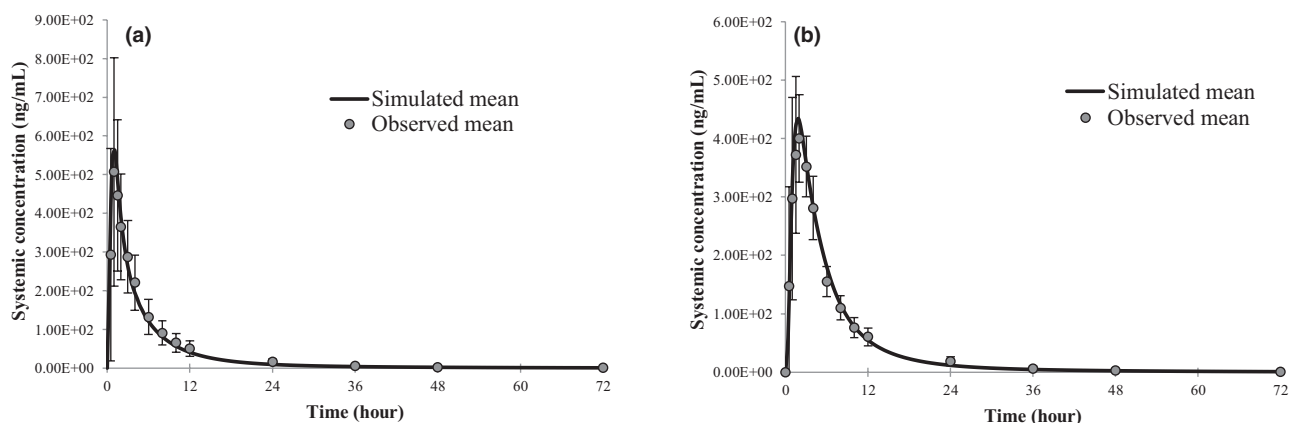 (a)
Systemic concentration (ng/mL)
9.00E+02
8.00E+02
7.00E+02
6.00E+02
5.00E+02
4.00E+02
3.00E+02
2.00E+02
1.00E+02
0.00E+00
Simulated mean
Observed mean
0 12 24 36 48 60 72
Time (hour)
(b)
Systemic concentration (ng/mL)
6.00E+02
5.00E+02
4.00E+02
3.00E+02
2.00E+02
1.00E+02
0.00E+00
Simulated mean
Observed mean
0 12 24 36 48 60 72
Time (hour)